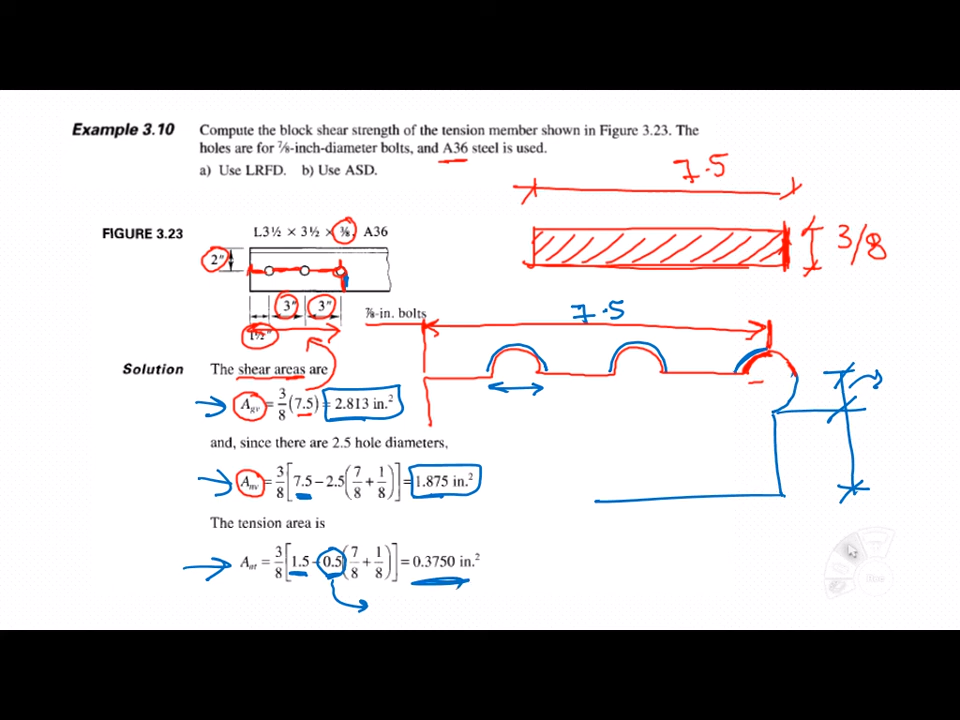 Example 3.10 Compute the block shear strength of the tension member shown in Figure 3.23. The
holes are for ⅞-inch-diameter bolts, and A36 steel is used.
a) Use LRFD. b) Use ASD.
7.5
FIGURE 3.23 L3½ × 3½ × ⅜, A36
3/8
2"
3" 3"
1½"
⅞-in. bolts
7.5
Solution The shear areas are
A_gv = 3/8 (7.5) = 2.813 in.²
and, since there are 2.5 hole diameters,
A_nv = 3/8 [7.5 − 2.5(7/8 + 1/8)] = 1.875 in.²
The tension area is
A_nt = 3/8 [1.5 − 0.5(7/8 + 1/8)] = 0.3750 in.²